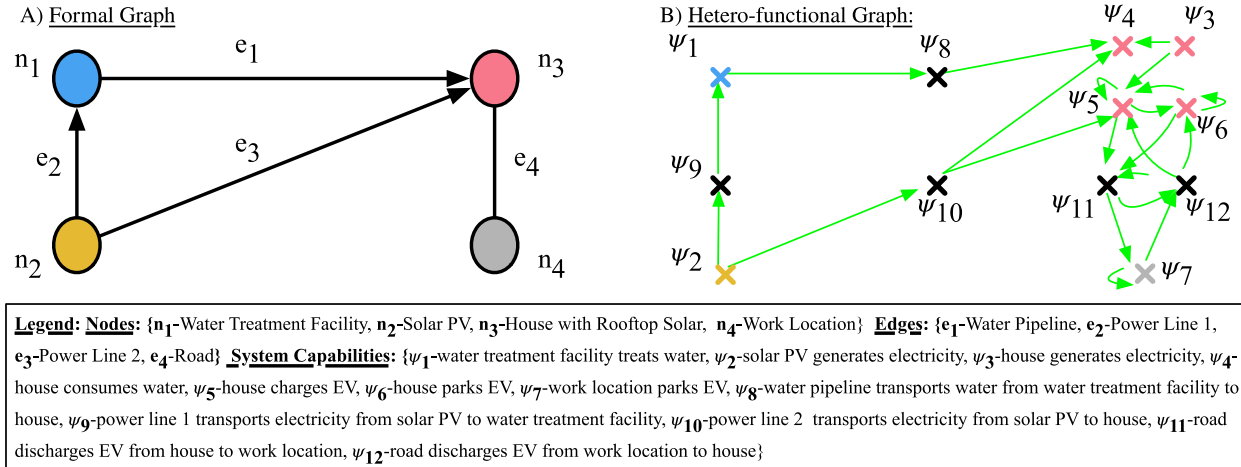 A) Formal Graph
B) Hetero-functional Graph:
n1
e1
n3
e2
e3
e4
n2
n4
ψ1
ψ8
ψ4
ψ3
ψ5
ψ6
ψ9
ψ10
ψ11
ψ12
ψ2
ψ7
Legend: Nodes: {n1-Water Treatment Facility, n2-Solar PV, n3-House with Rooftop Solar, n4-Work Location} Edges: {e1-Water Pipeline, e2-Power Line 1,
e3-Power Line 2, e4-Road} System Capabilities: {ψ1-water treatment facility treats water, ψ2-solar PV generates electricity, ψ3-house generates electricity, ψ4-
house consumes water, ψ5-house charges EV, ψ6-house parks EV, ψ7-work location parks EV, ψ8-water pipeline transports water from water treatment facility to
house, ψ9-power line 1 transports electricity from solar PV to water treatment facility, ψ10-power line 2 transports electricity from solar PV to house, ψ11-road
discharges EV from house to work location, ψ12-road discharges EV from work location to house}